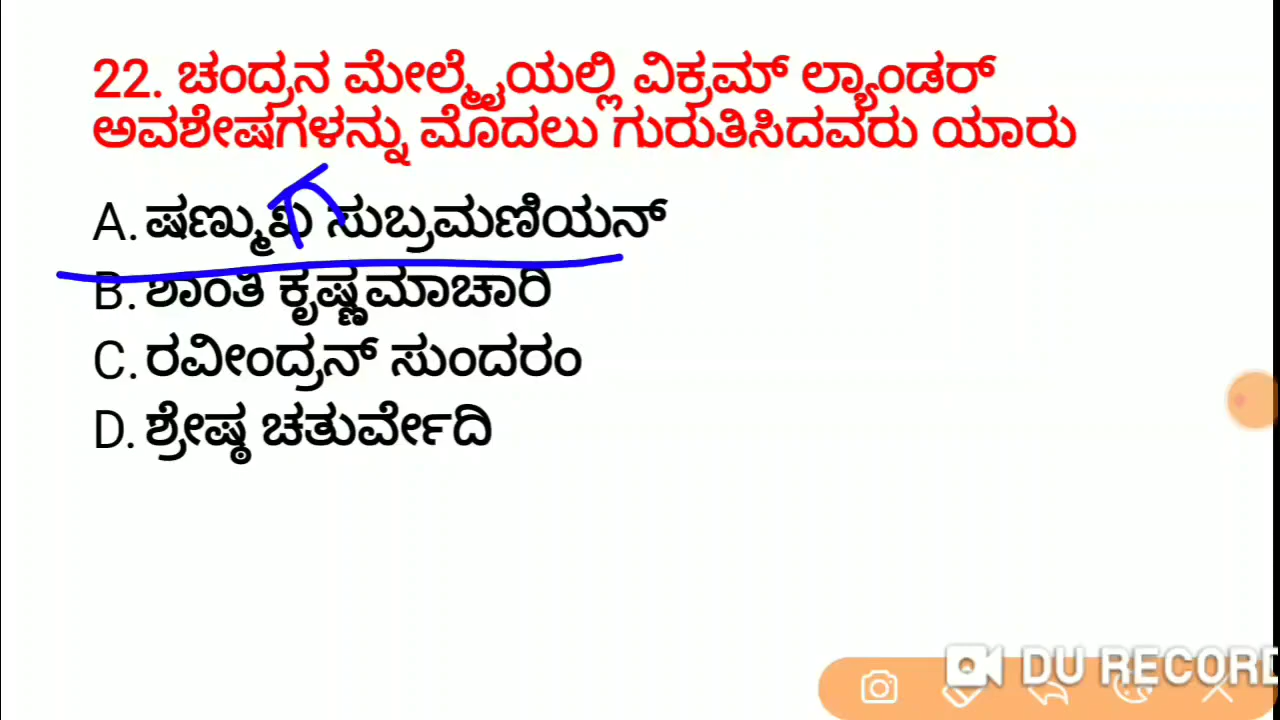 22. ಚಂದ್ರನ ಮೇಲ್ಮೈಯಲ್ಲಿ ವಿಕ್ರಮ್ ಲ್ಯಾಂಡರ್
ಅವಶೇಷಗಳನ್ನು ಮೊದಲು ಗುರುತಿಸಿದವರು ಯಾರು
A. ಷಣ್ಮುಖ ಸುಬ್ರಮಣಿಯನ್
B. ಶಾಂತಿ ಕೃಷ್ಣಮಾಚಾರಿ
C. ರವೀಂದ್ರನ್ ಸುಂದರಂ
D. ಶ್ರೇಷ್ಠ ಚತುರ್ವೇದಿ
DU RECORD